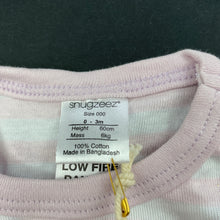 snugzeez
Size 000
0 - 3m
Height 60cm
Mass 6kg
100% Cotton
Made in Bangladesh
LOW FIRE